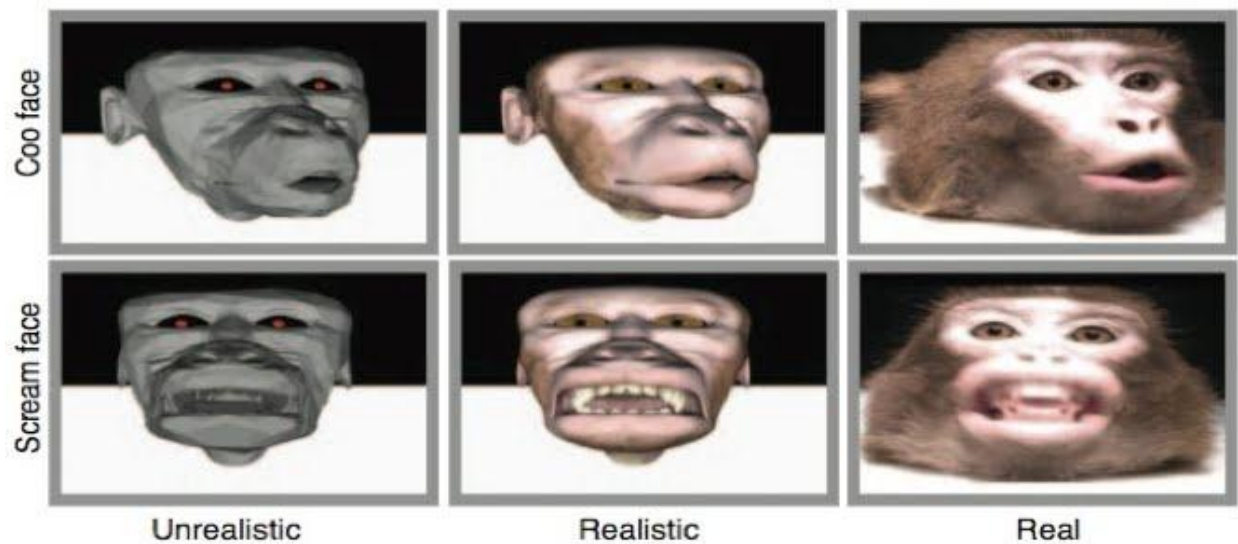 Coo face
Scream face
Unrealistic
Realistic
Real